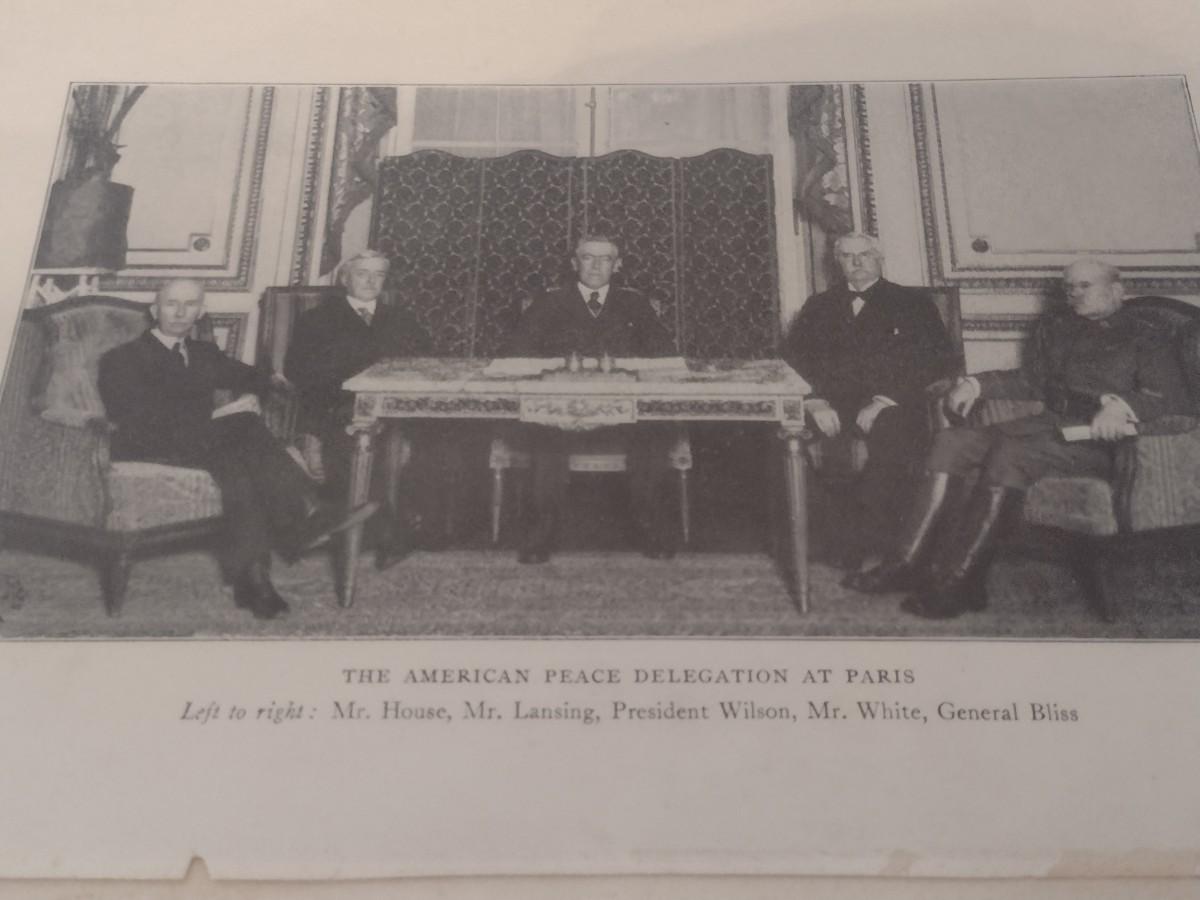 THE AMERICAN PEACE DELEGATION AT PARIS
Left to right: Mr. House, Mr. Lansing, President Wilson, Mr. White, General Bliss